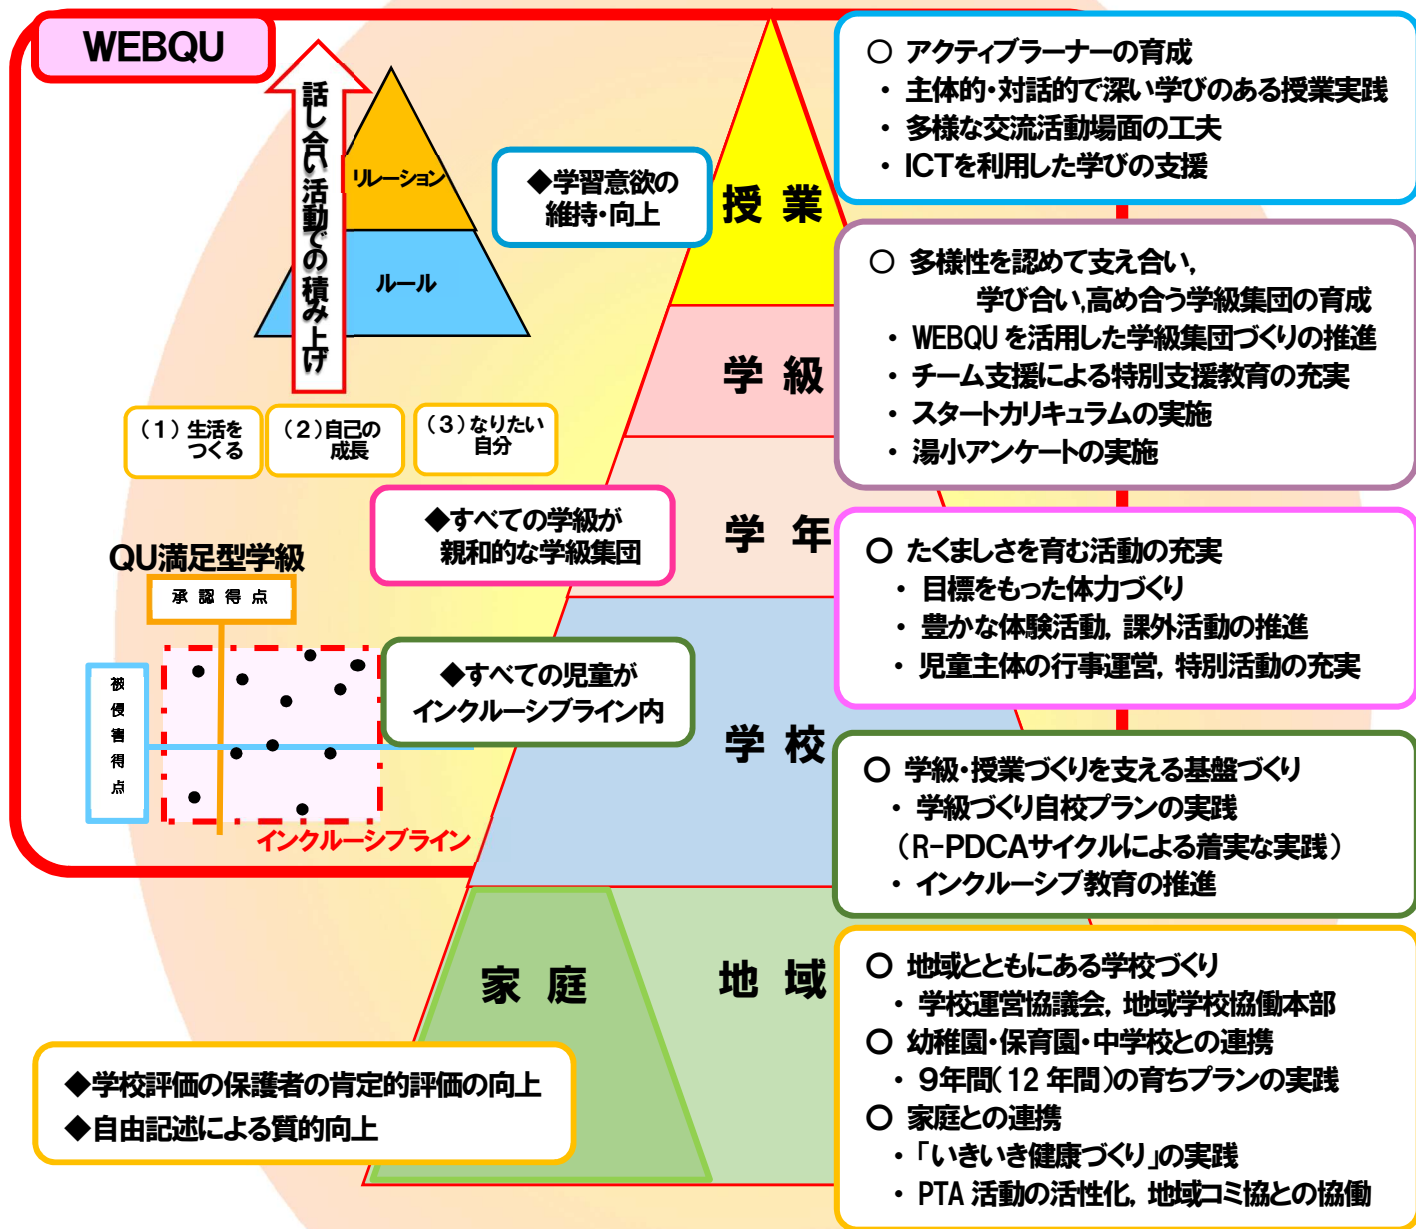 WEBQU
話し合い活動での積み上げ
リレーション
ルール
（１）生活を
つくる
（２）自己の
成長
（３）なりたい
自分
QU満足型学級
承認得点
被侵害得点
インクルーシブライン
◆学習意欲の
維持・向上
◆すべての学級が
親和的な学級集団
◆すべての児童が
インクルーシブライン内
◆学校評価の保護者の肯定的評価の向上
◆自由記述による質的向上
授業
学級
学年
学校
家庭
地域
○ アクティブラーナーの育成
・ 主体的・対話的で深い学びのある授業実践
・ 多様な交流活動場面の工夫
・ ICTを利用した学びの支援
○ 多様性を認めて支え合い，
学び合い，高め合う学級集団の育成
・ WEBQU を活用した学級集団づくりの推進
・ チーム支援による特別支援教育の充実
・ スタートカリキュラムの実施
・ 湯小アンケートの実施
○ たくましさを育む活動の充実
・ 目標をもった体力づくり
・ 豊かな体験活動，課外活動の推進
・ 児童主体の行事運営，特別活動の充実
○ 学級・授業づくりを支える基盤づくり
・ 学級づくり自校プランの実践
（R-PDCAサイクルによる着実な実践）
・ インクルーシブ教育の推進
○ 地域とともにある学校づくり
・ 学校運営協議会，地域学校協働本部
○ 幼稚園・保育園・中学校との連携
・ 9年間（12 年間）の育ちプランの実践
○ 家庭との連携
・「いきいき健康づくり」の実践
・ PTA 活動の活性化，地域コミ協との協働